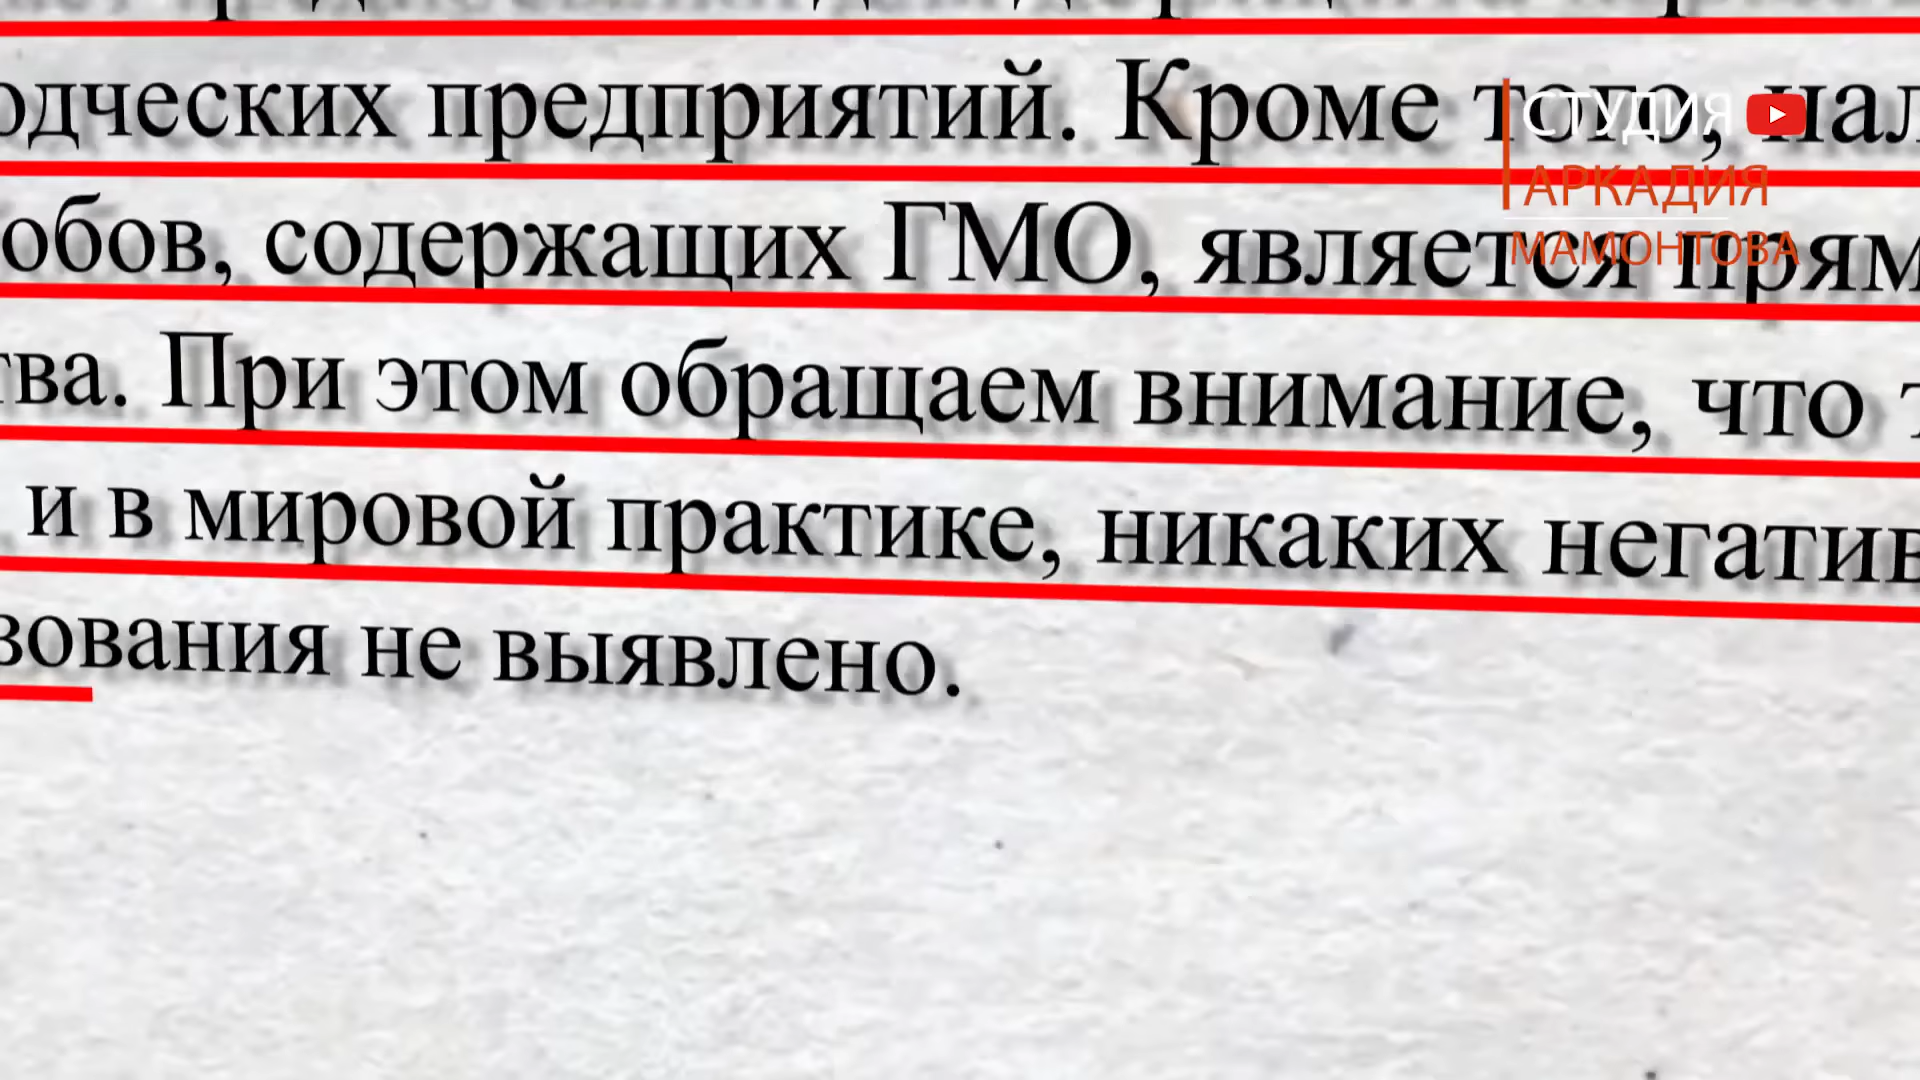 одческих предприятий. Кроме того, нал
обов, содержащих ГМО, является прям
тва. При этом обращаем внимание, что т
и в мировой практике, никаких негатив
зования не выявлено.
СТУДИЯ
АРКАДИЯ
МАМОНТОВА